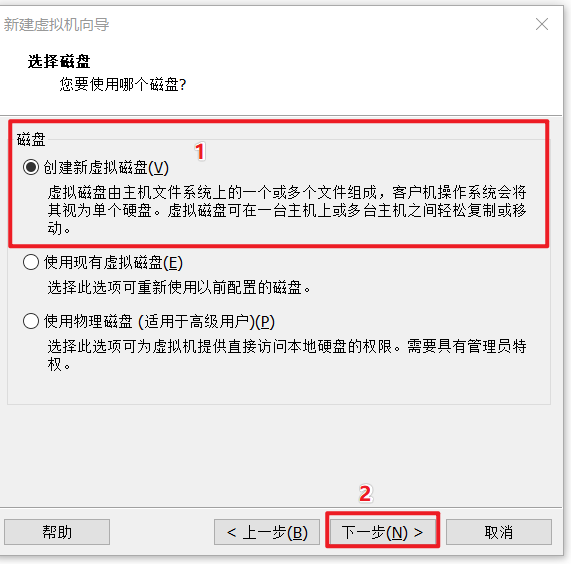 新建虚拟机向导
选择磁盘
您要使用哪个磁盘?
磁盘
1
创建新虚拟磁盘(V)
虚拟磁盘由主机文件系统上的一个或多个文件组成，客户机操作系统会将
其视为单个硬盘。虚拟磁盘可在一台主机上或多台主机之间轻松复制或移
动。
使用现有虚拟磁盘(E)
选择此选项可重新使用以前配置的磁盘。
使用物理磁盘 (适用于高级用户)(P)
选择此选项可为虚拟机提供直接访问本地硬盘的权限。需要具有管理员特
权。
2
帮助
< 上一步(B)
下一步(N) >
取消